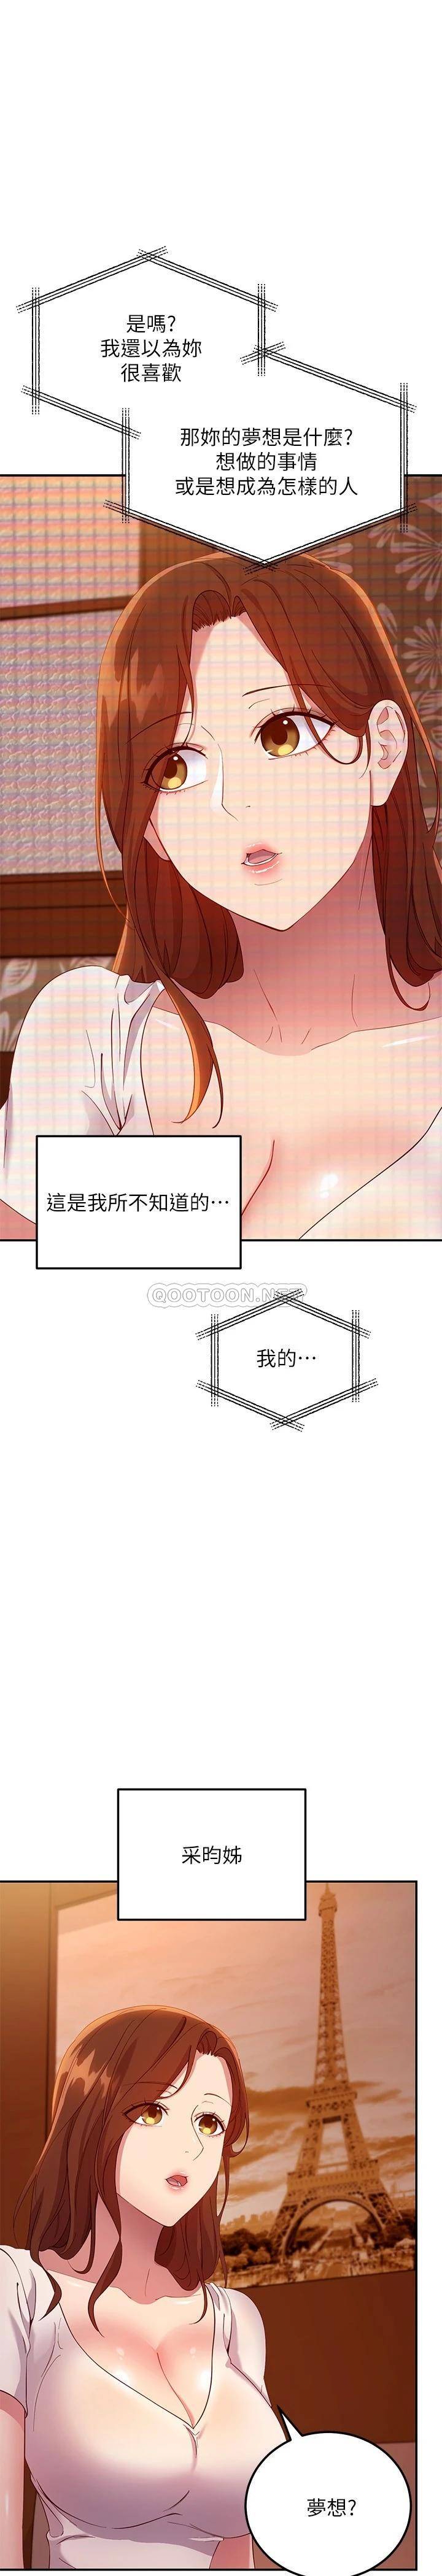 是嗎?
我還以為妳
很喜歡
那妳的夢想是什麼?
想做的事情
或是想成為怎樣的人
這是我所不知道的…
QOOTOON.NET
我的…
采昀姊
夢想?